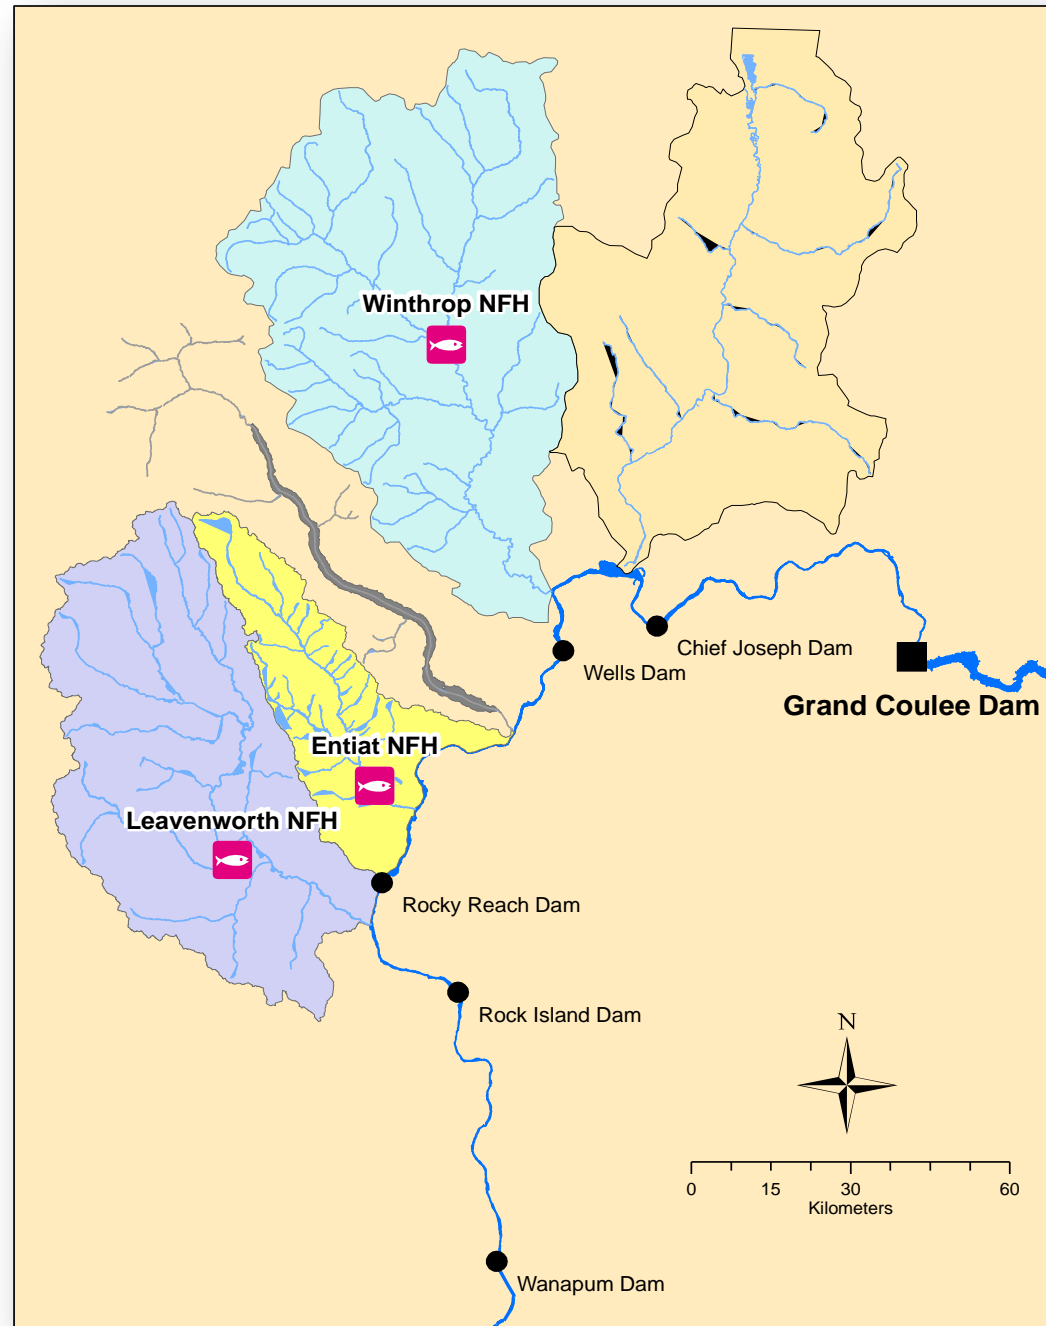 Winthrop NFH
Chief Joseph Dam
Wells Dam
Grand Coulee Dam
Entiat NFH
Leavenworth NFH
Rocky Reach Dam
Rock Island Dam
N
0 15 30 60
Kilometers
Wanapum Dam